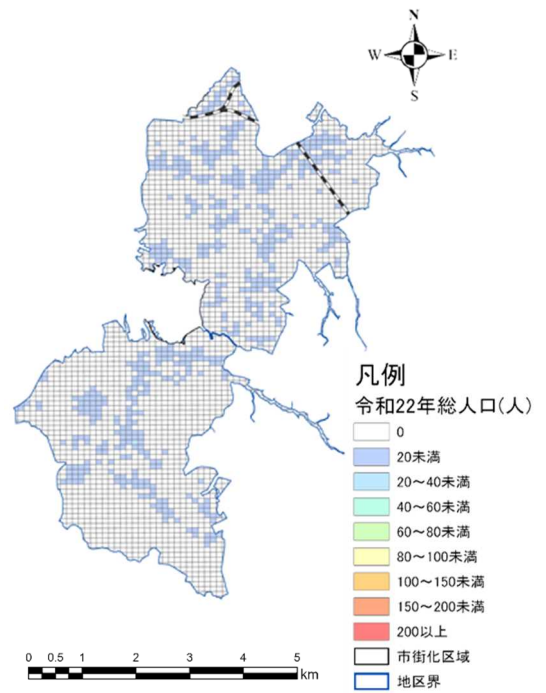 N
W E
S
凡例
令和22年総人口(人)
0
20未満
20～40未満
40～60未満
60～80未満
80～100未満
100～150未満
150～200未満
200以上
市街化区域
地区界
0 0.5 1 2 3 4 5
km